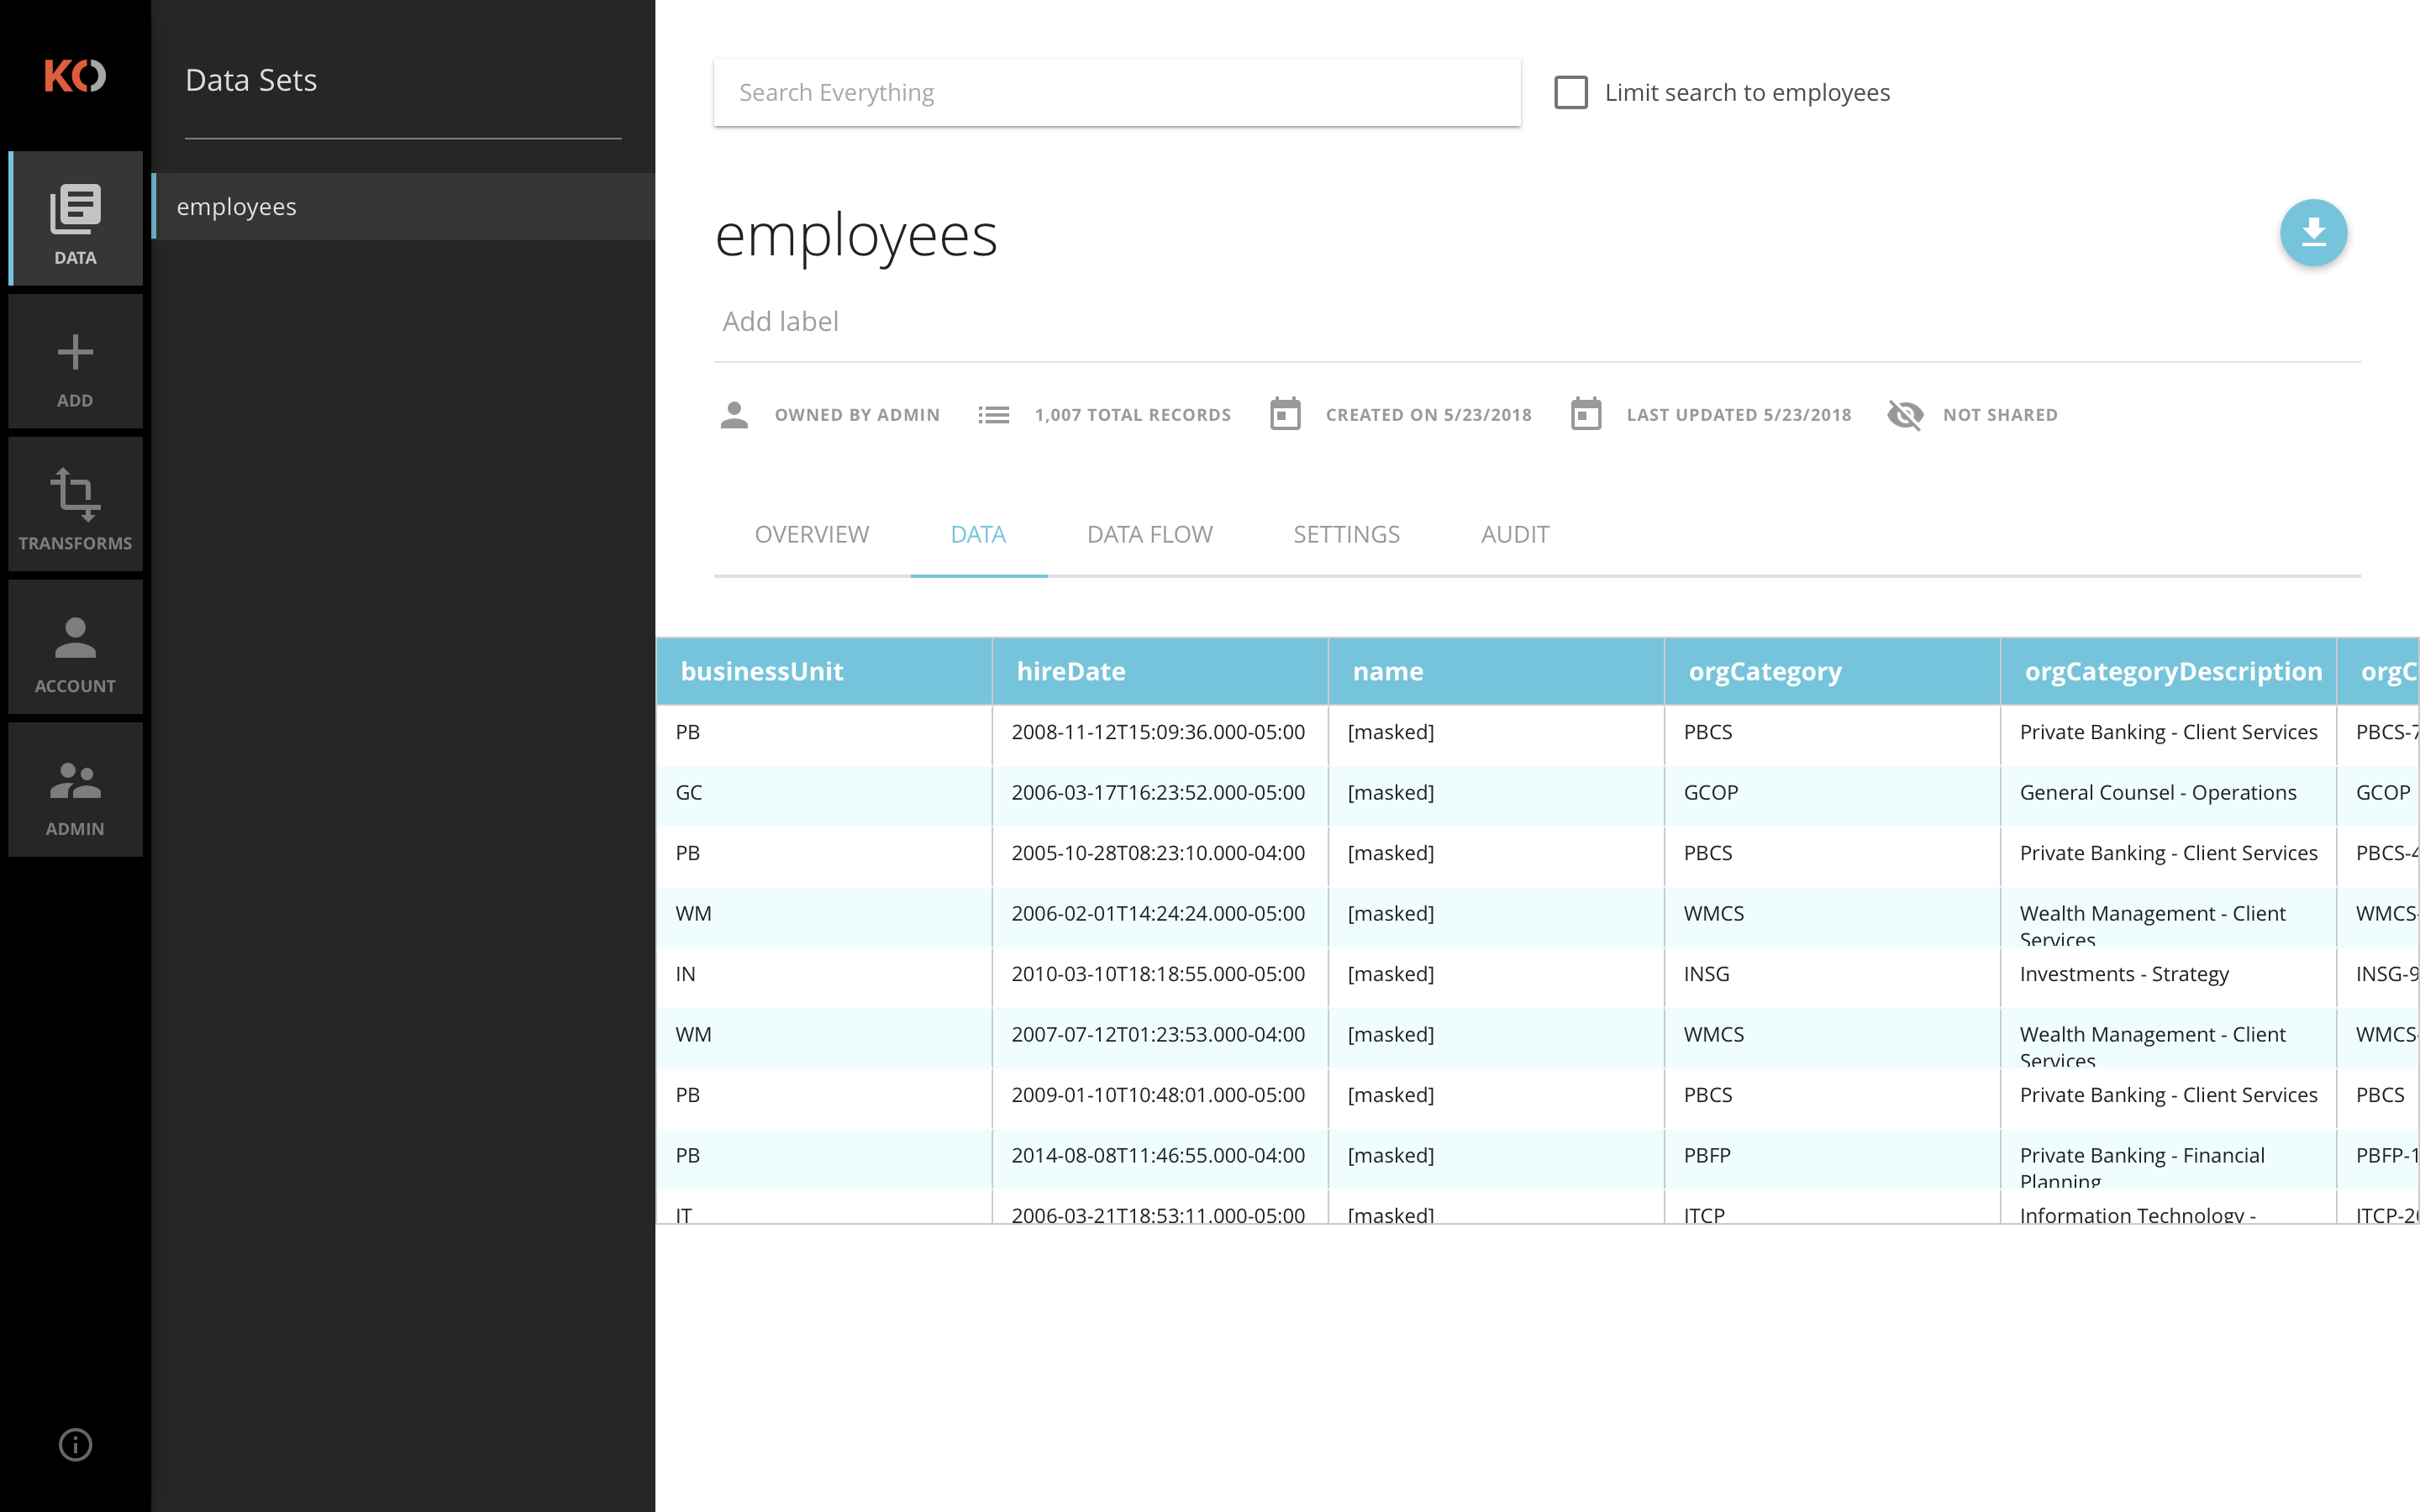 KO
Data Sets
DATA
ADD
TRANSFORMS
ACCOUNT
ADMIN
employees
Search Everything
Limit search to employees
employees
Add label
OWNED BY ADMIN 1,007 TOTAL RECORDS CREATED ON 5/23/2018 LAST UPDATED 5/23/2018 NOT SHARED
OVERVIEW DATA DATA FLOW SETTINGS AUDIT
businessUnit hireDate name orgCategory orgCategoryDescription orgC
PB 2008-11-12T15:09:36.000-05:00 [masked] PBCS Private Banking - Client Services PBCS-7
GC 2006-03-17T16:23:52.000-05:00 [masked] GCOP General Counsel - Operations GCOP
PB 2005-10-28T08:23:10.000-04:00 [masked] PBCS Private Banking - Client Services PBCS-4
WM 2006-02-01T14:24:24.000-05:00 [masked] WMCS Wealth Management - Client WMCS-
Services
IN 2010-03-10T18:18:55.000-05:00 [masked] INSG Investments - Strategy INSG-9
WM 2007-07-12T01:23:53.000-04:00 [masked] WMCS Wealth Management - Client WMCS-
Services
PB 2009-01-10T10:48:01.000-05:00 [masked] PBCS Private Banking - Client Services PBCS
PB 2014-08-08T11:46:55.000-04:00 [masked] PBFP Private Banking - Financial PBFP-1
Planning
IT 2006-03-21T18:53:11.000-05:00 [masked] ITCP Information Technology - ITCP-2